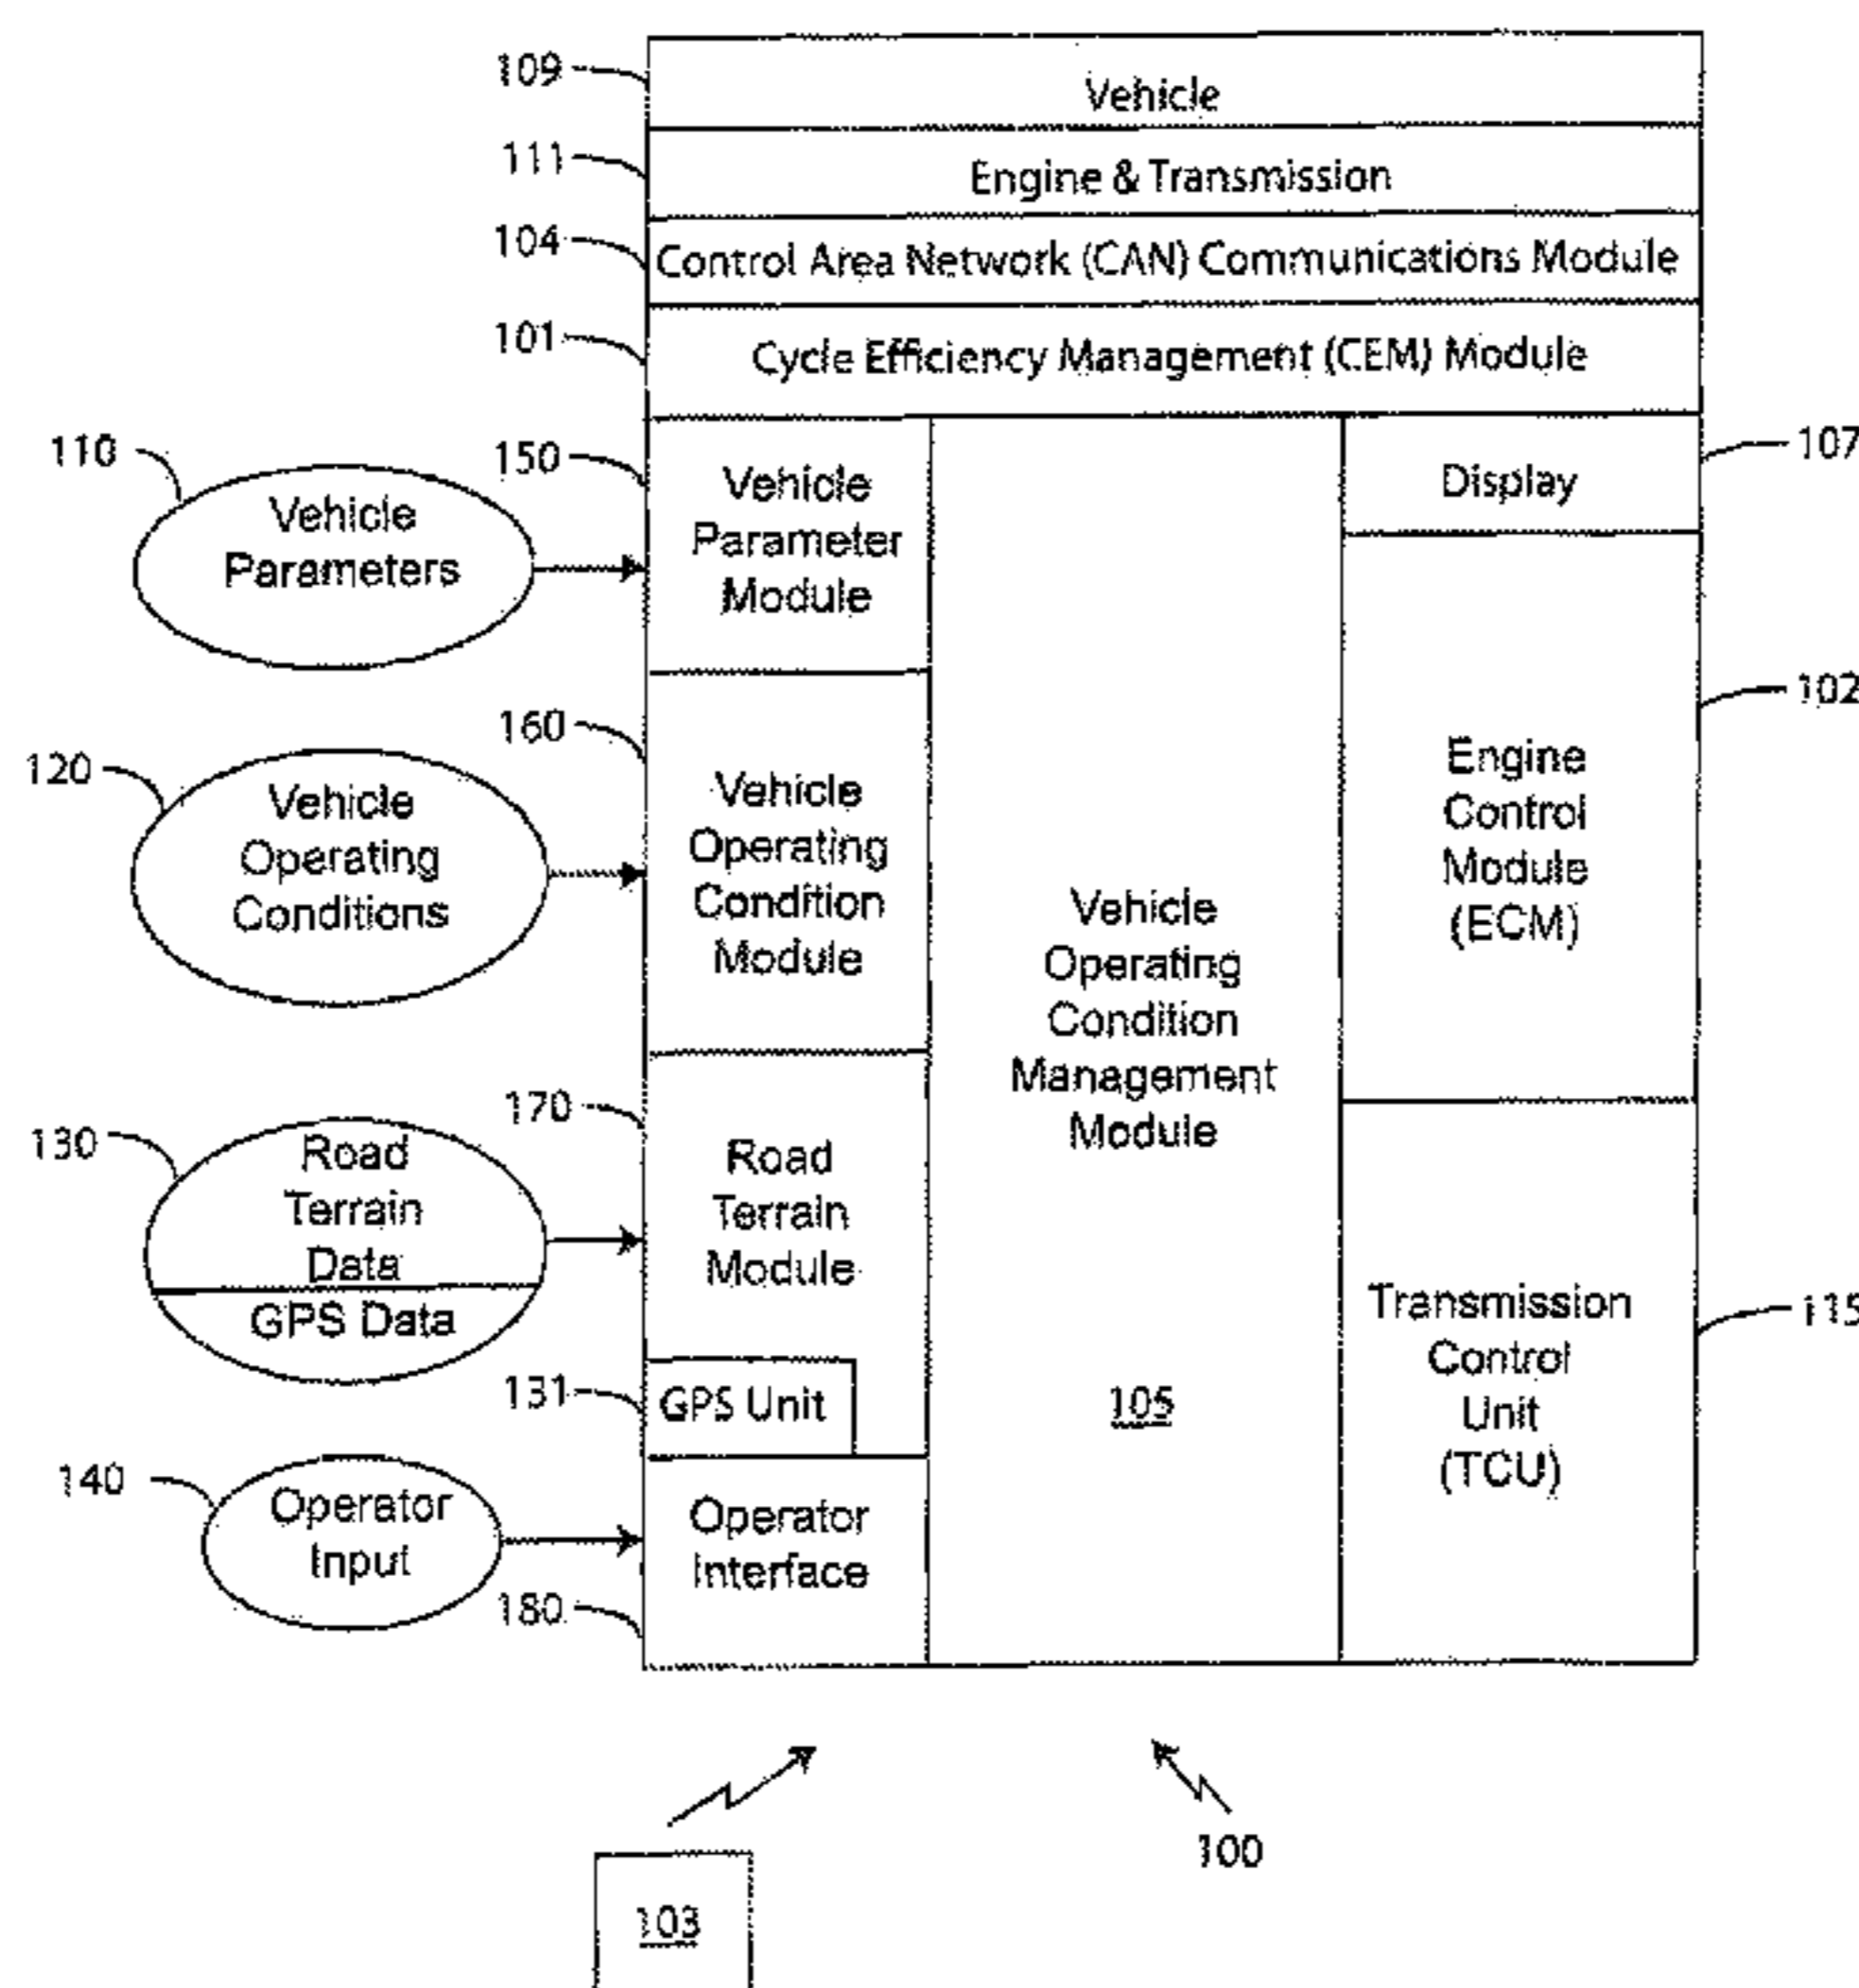 109
Vehicle
111
Engine & Transmission
104
Control Area Network (CAN) Communications Module
101
Cycle Efficiency Management (CEM) Module
110
Vehicle
Parameters
150
Vehicle
Parameter
Module
107
Display
120
Vehicle
Operating
Conditions
160
Vehicle
Operating
Condition
Module
102
Engine
Control
Module
(ECM)
Vehicle
Operating
Condition
Management
Module
105
130
Road
Terrain
Data
GPS Data
170
Road
Terrain
Module
131
GPS Unit
115
Transmission
Control
Unit
(TCU)
140
Operator
Input
Operator
Interface
180
100
103